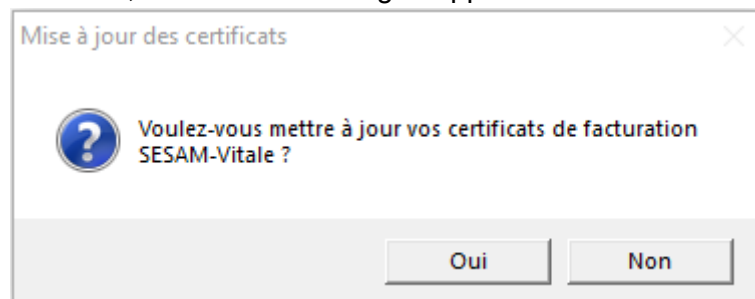 Mise à jour des certificats
Voulez-vous mettre à jour vos certificats de facturation
SESAM-Vitale ?
Oui Non